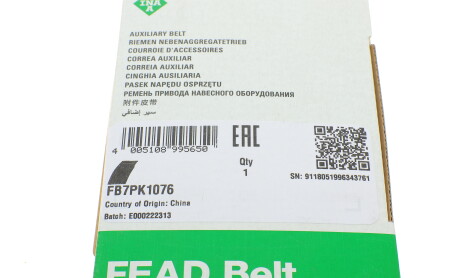 INA
AUXILIARY BELT
RIEMEN NEBENAGGREGATETRIEB
COURROIE D'ACCESSOIRES
CORREA AUXILIAR
CORREIA AUXILIAR
CINGHIA AUSILIARIA
PASEK NAPĘDU OSPRZĘTU
РЕМЕНЬ ПРИВОДА НАВЕСНОГО ОБОРУДОВАНИЯ
附件皮带
سير إضافي
4 005108 995650
EAC
Qty
1
SN: 9118051996343761
FB7PK1076
Country of Origin: China
Batch: E000222313
FEAD Belt